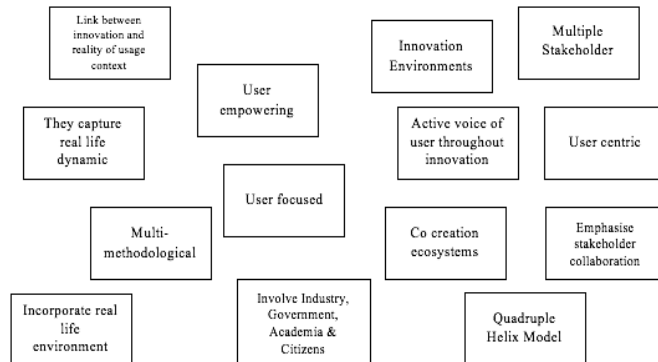 Link between
innovation and
reality of usage
context
Innovation
Environments
Multiple
Stakeholder
User
empowering
They capture
real life
dynamic
Active voice of
user throughout
innovation
User centric
User focused
Multi-
methodological
Co creation
ecosystems
Emphasise
stakeholder
collaboration
Incorporate real
life
environment
Involve Industry,
Government,
Academia &
Citizens
Quadruple
Helix Model